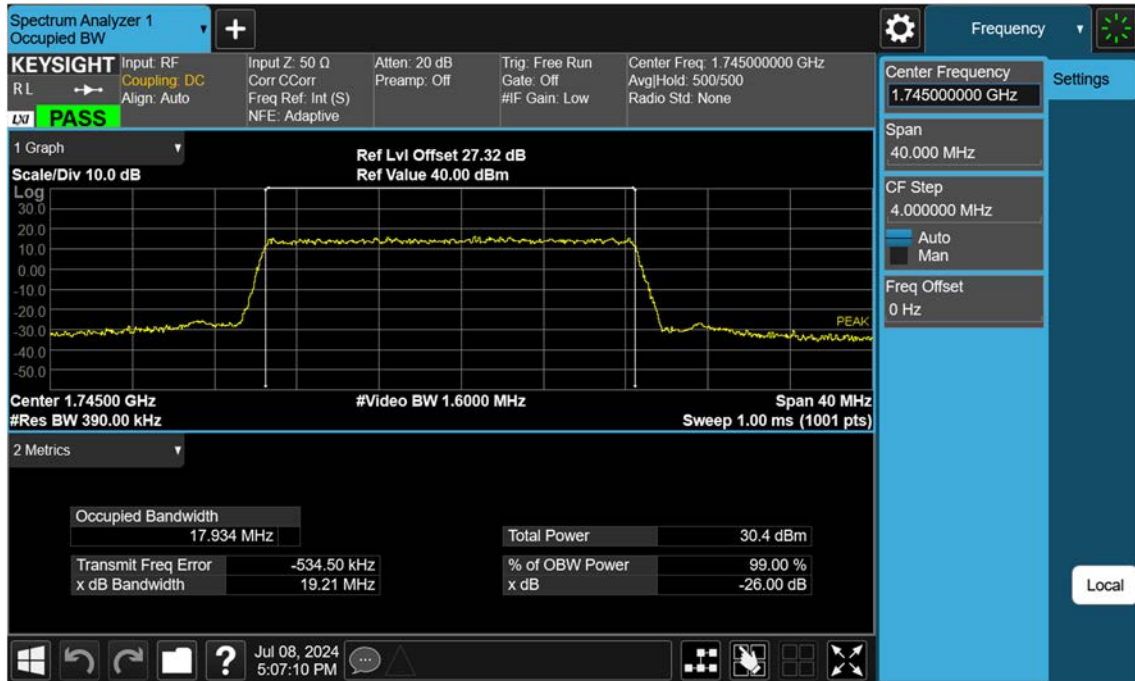 Spectrum Analyzer 1
Occupied BW
+
Frequency
KEYSIGHT
R L
LXI
PASS
Input: RF
Coupling: DC
Align: Auto
Input Z: 50 Ω
Corr CCorr
Freq Ref: Int (S)
NFE: Adaptive
Atten: 20 dB
Preamp: Off
Trig: Free Run
Gate: Off
#IF Gain: Low
Center Freq: 1.745000000 GHz
Avg|Hold: 500/500
Radio Std: None
Center Frequency
1.745000000 GHz
Settings
Span
40.000 MHz
CF Step
4.000000 MHz
Auto
Man
Freq Offset
0 Hz
Local
1 Graph
Scale/Div 10.0 dB
Ref Lvl Offset 27.32 dB
Ref Value 40.00 dBm
Log
30.0
20.0
10.0
0.00
-10.0
-20.0
-30.0
-40.0
-50.0
PEAK
Center 1.74500 GHz
#Video BW 1.6000 MHz
Span 40 MHz
#Res BW 390.00 kHz
Sweep 1.00 ms (1001 pts)
2 Metrics
Occupied Bandwidth
17.934 MHz
Total Power 30.4 dBm
Transmit Freq Error -534.50 kHz
% of OBW Power 99.00 %
x dB Bandwidth 19.21 MHz
x dB -26.00 dB
?
Jul 08, 2024
5:07:10 PM